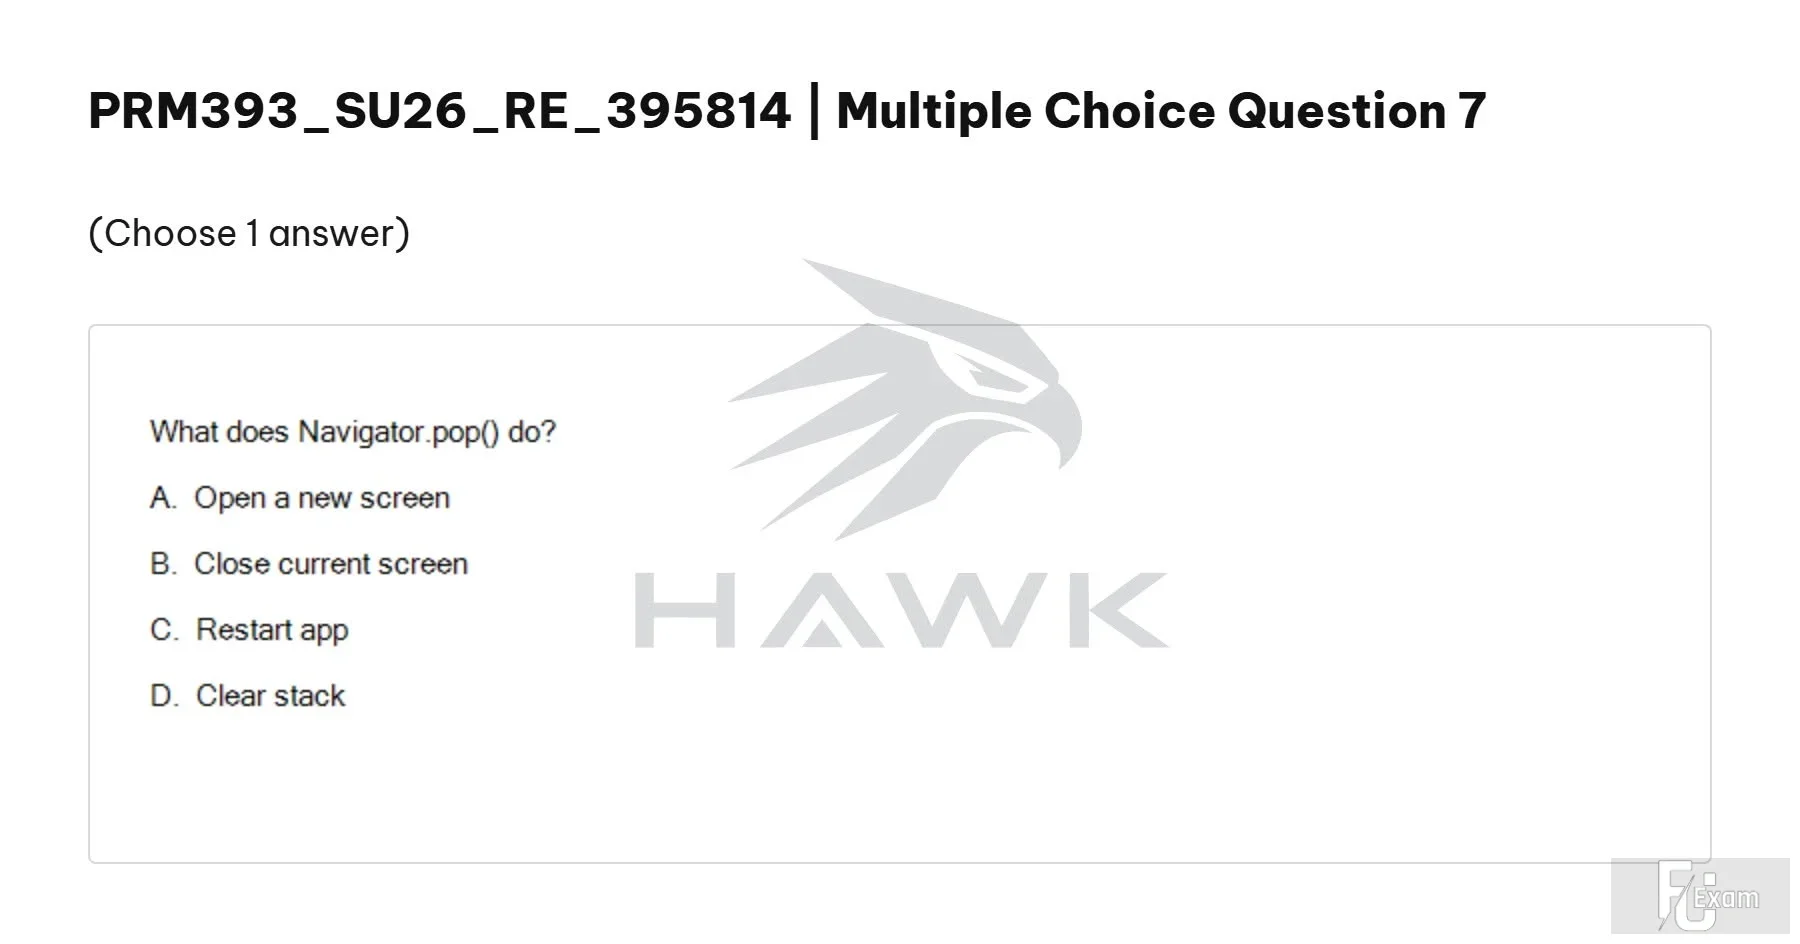 PRM393_SU26_RE_395814 | Multiple Choice Question 7
(Choose 1 answer)
What does Navigator.pop() do?
A. Open a new screen
B. Close current screen
C. Restart app
D. Clear stack
HAWK
FU Exam